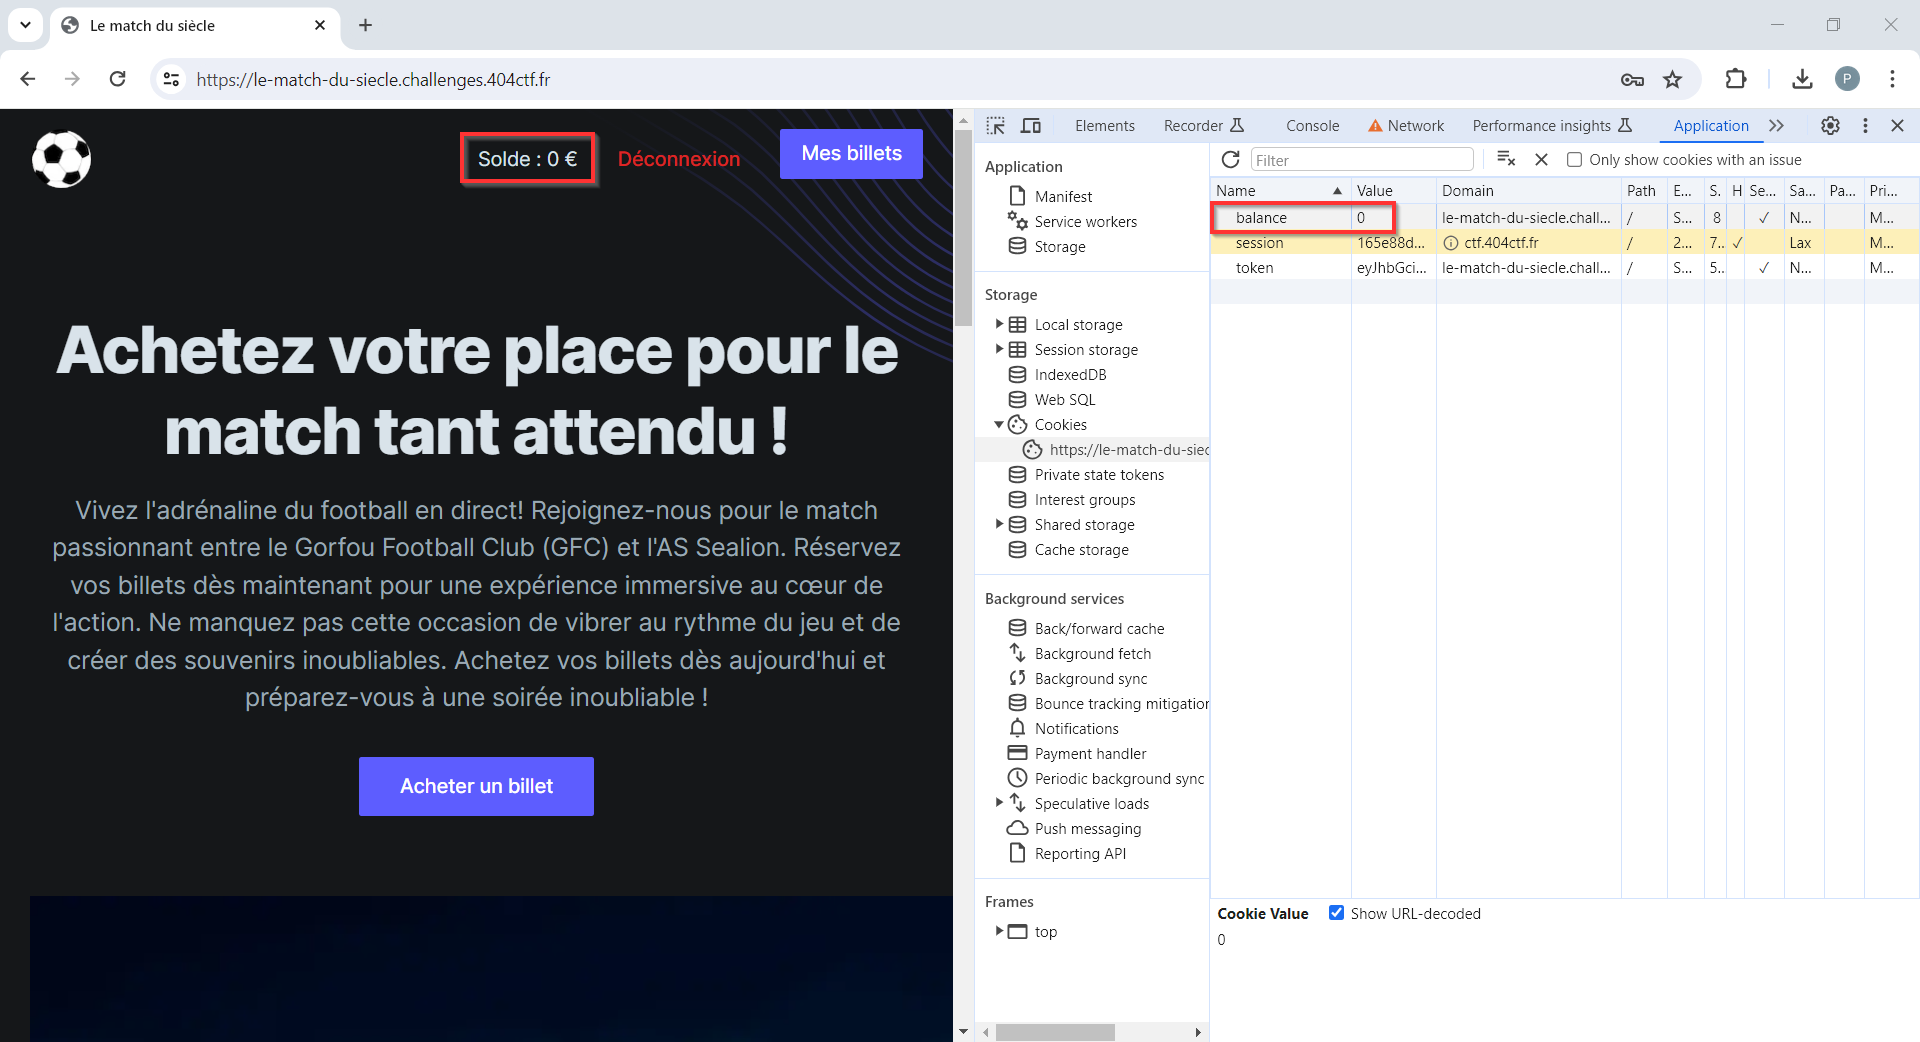 Le match du siècle
https://le-match-du-siecle.challenges.404ctf.fr
P
Solde : 0 €
Déconnexion
Mes billets
Achetez votre place pour le
match tant attendu !
Vivez l'adrénaline du football en direct! Rejoignez-nous pour le match
passionnant entre le Gorfou Football Club (GFC) et l'AS Sealion. Réservez
vos billets dès maintenant pour une expérience immersive au cœur de
l'action. Ne manquez pas cette occasion de vibrer au rythme du jeu et de
créer des souvenirs inoubliables. Achetez vos billets dès aujourd'hui et
préparez-vous à une soirée inoubliable !
Acheter un billet
Elements Recorder Console Network Performance insights Application
Application
Manifest
Service workers
Storage
Storage
Local storage
Session storage
IndexedDB
Web SQL
Cookies
https://le-match-du-siec
Private state tokens
Interest groups
Shared storage
Cache storage
Background services
Back/forward cache
Background fetch
Background sync
Bounce tracking mitigation
Notifications
Payment handler
Periodic background sync
Speculative loads
Push messaging
Reporting API
Frames
top
Filter
Only show cookies with an issue
Name Value Domain Path E... S. H Se... Sa... Pa... Pri...
balance 0 le-match-du-siecle.chall... / S... 8 ✓ N... M...
session 165e88d... ctf.404ctf.fr / 2... 7.. ✓ Lax M...
token eyJhbGci... le-match-du-siecle.chall... / S... 5.. ✓ N... M...
Cookie Value Show URL-decoded
0